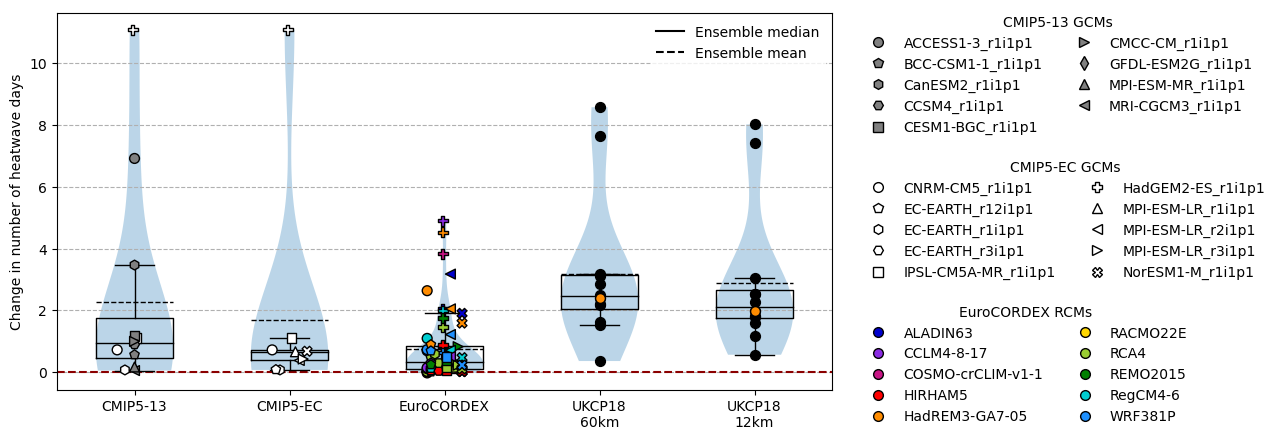 Change in number of heatwave days
10
8
6
4
2
0
Ensemble median
Ensemble mean
CMIP5-13
CMIP5-EC
EuroCORDEX
UKCP18
60km
UKCP18
12km
CMIP5-13 GCMs
ACCESS1-3_r1i1p1
BCC-CSM1-1_r1i1p1
CanESM2_r1i1p1
CCSM4_r1i1p1
CESM1-BGC_r1i1p1
CMCC-CM_r1i1p1
GFDL-ESM2G_r1i1p1
MPI-ESM-MR_r1i1p1
MRI-CGCM3_r1i1p1
CMIP5-EC GCMs
CNRM-CM5_r1i1p1
EC-EARTH_r12i1p1
EC-EARTH_r1i1p1
EC-EARTH_r3i1p1
IPSL-CM5A-MR_r1i1p1
HadGEM2-ES_r1i1p1
MPI-ESM-LR_r1i1p1
MPI-ESM-LR_r2i1p1
MPI-ESM-LR_r3i1p1
NorESM1-M_r1i1p1
EuroCORDEX RCMs
ALADIN63
CCLM4-8-17
COSMO-crCLIM-v1-1
HIRHAM5
HadREM3-GA7-05
RACMO22E
RCA4
REMO2015
RegCM4-6
WRF381P